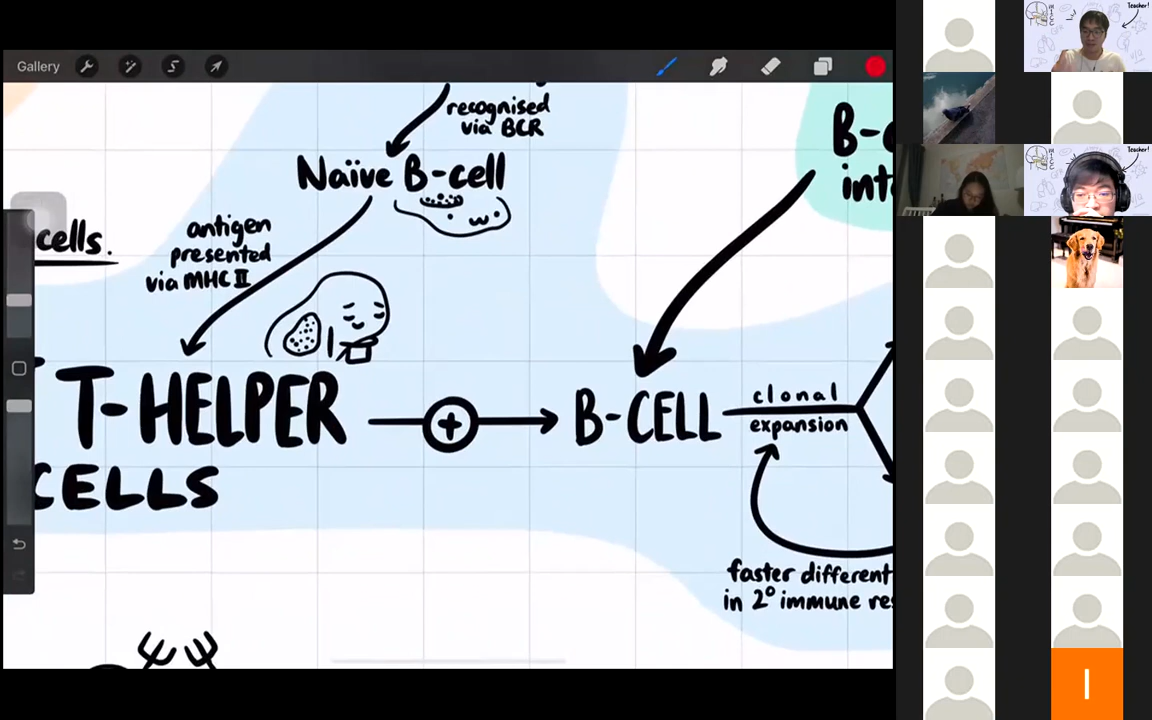 Gallery
recognised
via BCR
Naïve B-cell
antigen
presented
via MHC II
cells.
T-HELPER
CELLS
+
B-CELL
clonal
expansion
faster different
in 2° immune res
B-c
int
Teacher!
Teacher!
I